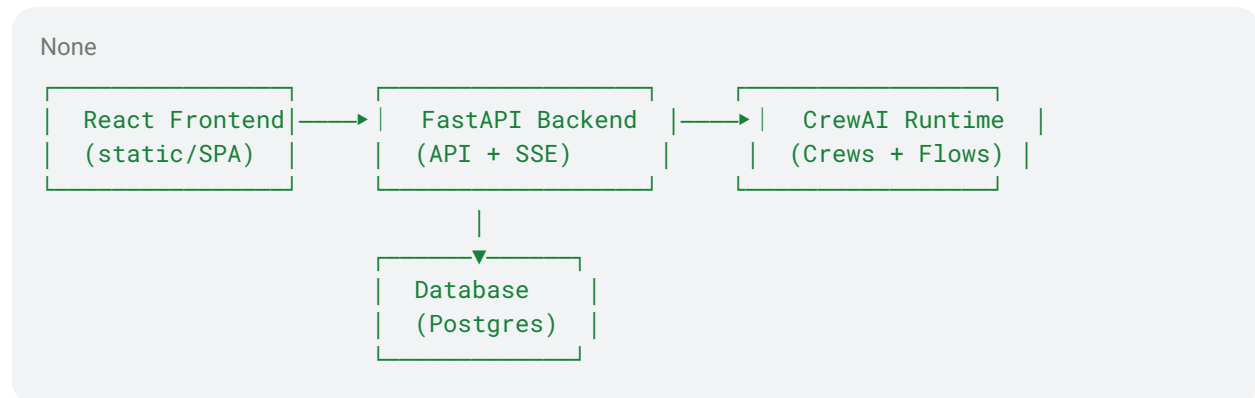 None
┌─────────────────┐     ┌───────────────────┐      ┌──────────────────┐
│  React Frontend│────▶│  FastAPI Backend  │────▶│  CrewAI Runtime  │
│  (static/SPA)  │     │  (API + SSE)      │     │  (Crews + Flows) │
└─────────────────┘     └───────────────────┘      └──────────────────┘
│
┌──────▼──────┐
│  Database    │
│  (Postgres)  │
└─────────────┘